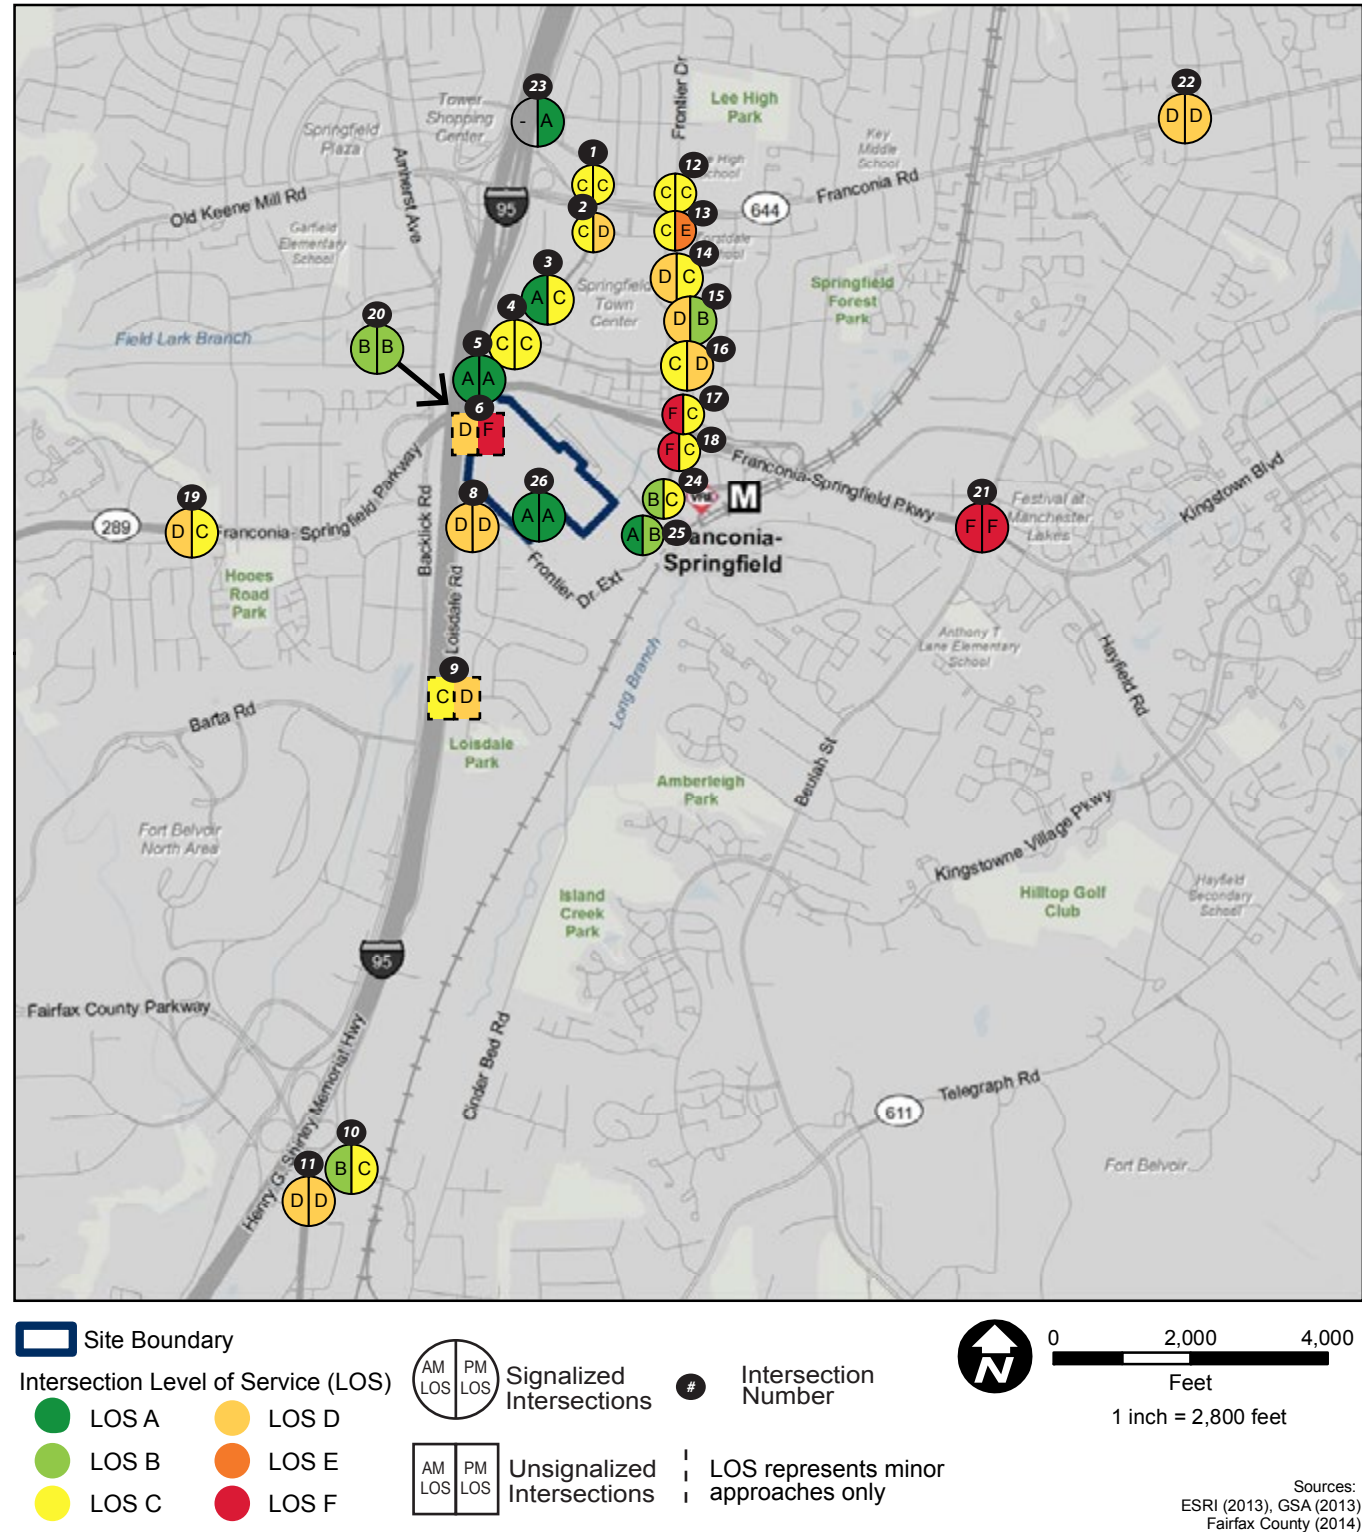 23
- A
22
D D
Tower
Shopping
Center
Springfield
Plaza
Frontier Dr
Lee High
Park
Key
Middle
School
1
C C
12
C C
School
Franconia Rd
Old Keene Mill Rd
Amherst Ave
95
644
2
C D
13
C E
School
Garfield
Elementary
School
14
D C
3
A C
Springfield
Town
Center
Springfield
Forest
Park
15
D B
4
C C
20
B B
Field Lark Branch
5
A A
16
C D
6
D F
17
F C
18
F C
Franconia-Springfield Pkwy
Kingstown Blvd
24
B C
M
21
F F
Festival at
Manchester
Lakes
19
D C
289
Franconia-Springfield Parkway
Backlick Rd
8
D D
26
A A
A B
25
Franconia-
Springfield
Frontier Dr. Ext
Hooes
Road
Park
Loisdale Rd
Anthony T
Lane Elementary
School
Hayfield Rd
Long Branch
9
C D
Barta Rd
Loisdale
Park
Amberleigh
Park
Beulah St
Fort Belvoir
North Area
Kingstowne Village Pkwy
Island
Creek
Park
Hilltop Golf
Club
Hayfield
Secondary
School
95
Fairfax County Parkway
Henry G. Shirley Memorial Hwy
Cinder Bed Rd
Telegraph Rd
611
Fort Belvoir
10
B C
11
D D
Site Boundary
Intersection Level of Service (LOS)
LOS A
LOS B
LOS C
LOS D
LOS E
LOS F
AM PM
LOS LOS
Signalized
Intersections
AM PM
LOS LOS
Unsignalized
Intersections
#
Intersection
Number
LOS represents minor
approaches only
N
0 2,000 4,000
Feet
1 inch = 2,800 feet
Sources:
ESRI (2013), GSA (2013)
Fairfax County (2014)